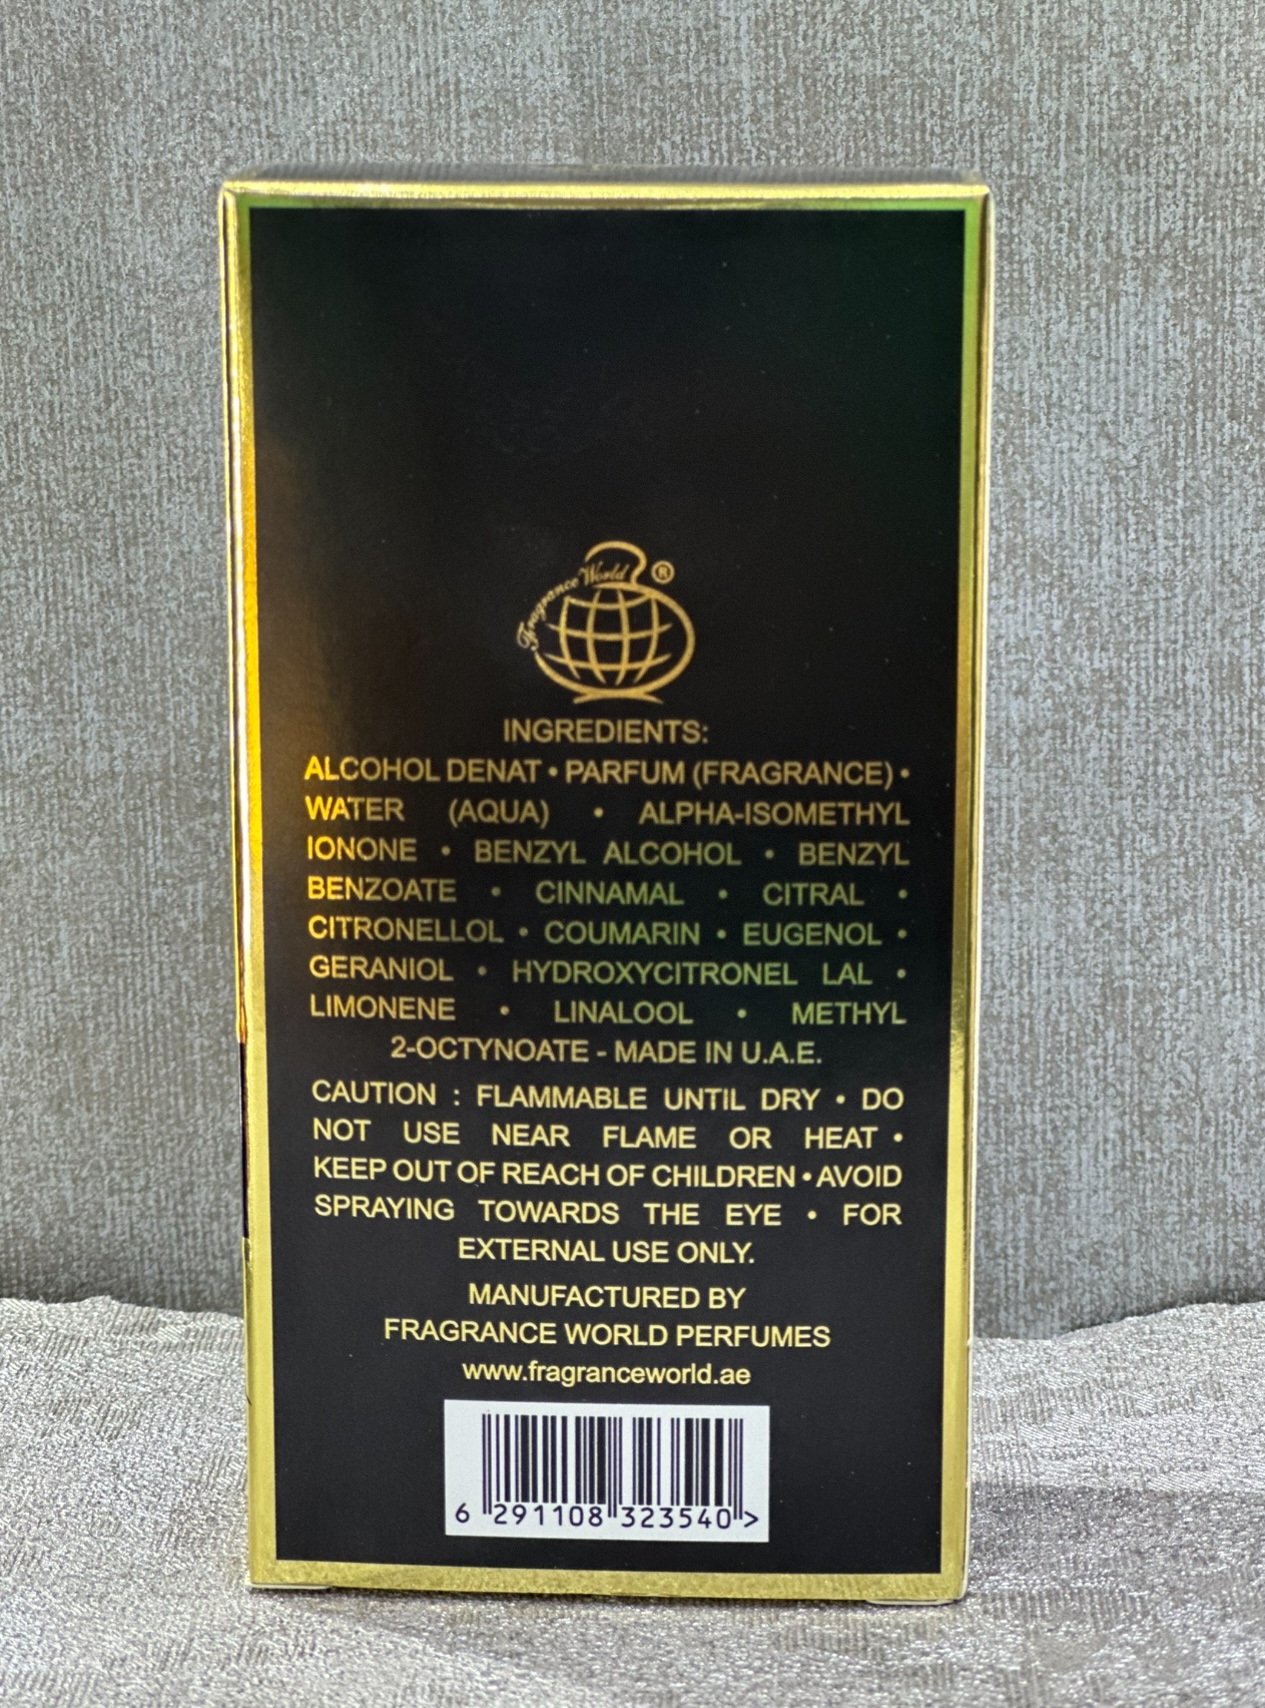 Fragrance World ®
INGREDIENTS:
ALCOHOL DENAT • PARFUM (FRAGRANCE) •
WATER (AQUA) • ALPHA-ISOMETHYL
IONONE • BENZYL ALCOHOL • BENZYL
BENZOATE • CINNAMAL • CITRAL •
CITRONELLOL • COUMARIN • EUGENOL •
GERANIOL • HYDROXYCITRONEL LAL •
LIMONENE • LINALOOL • METHYL
2-OCTYNOATE - MADE IN U.A.E.
CAUTION : FLAMMABLE UNTIL DRY • DO
NOT USE NEAR FLAME OR HEAT •
KEEP OUT OF REACH OF CHILDREN • AVOID
SPRAYING TOWARDS THE EYE • FOR
EXTERNAL USE ONLY.
MANUFACTURED BY
FRAGRANCE WORLD PERFUMES
www.fragranceworld.ae
6 291108 323540 >